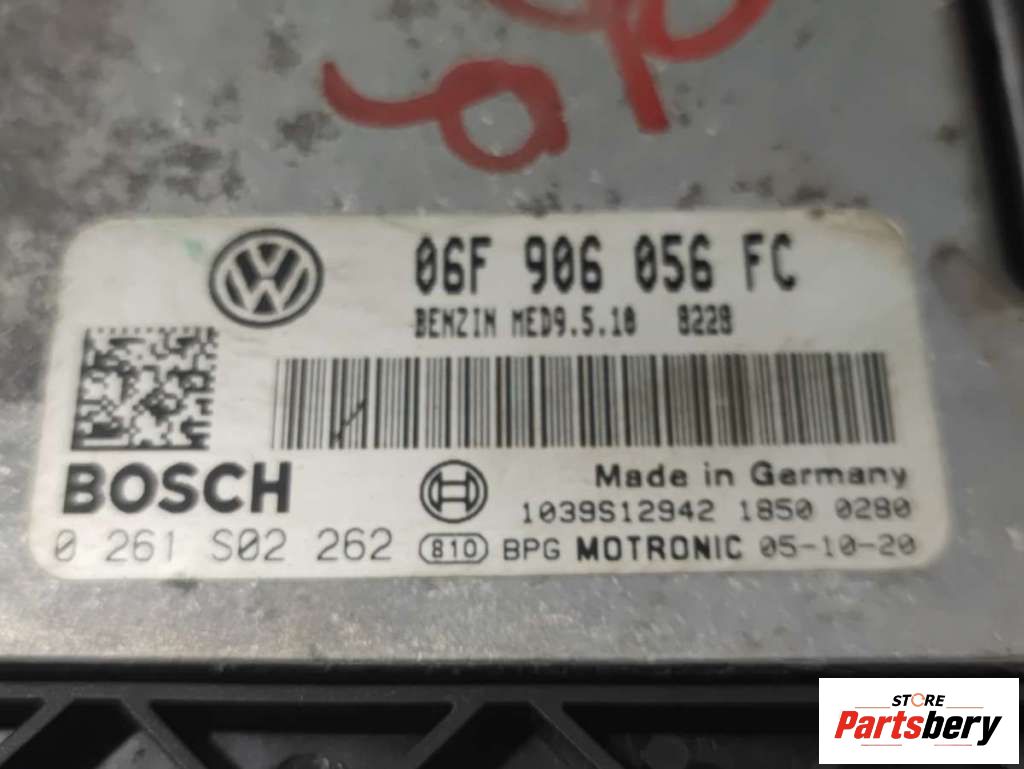 06F 906 056 FC
BENZIN MED9.5.10 8228
BOSCH
Made in Germany
1039S12942 1850 0280
0 261 S02 262 810 BPG MOTRONIC 05-10-20
STORE
Partsbery